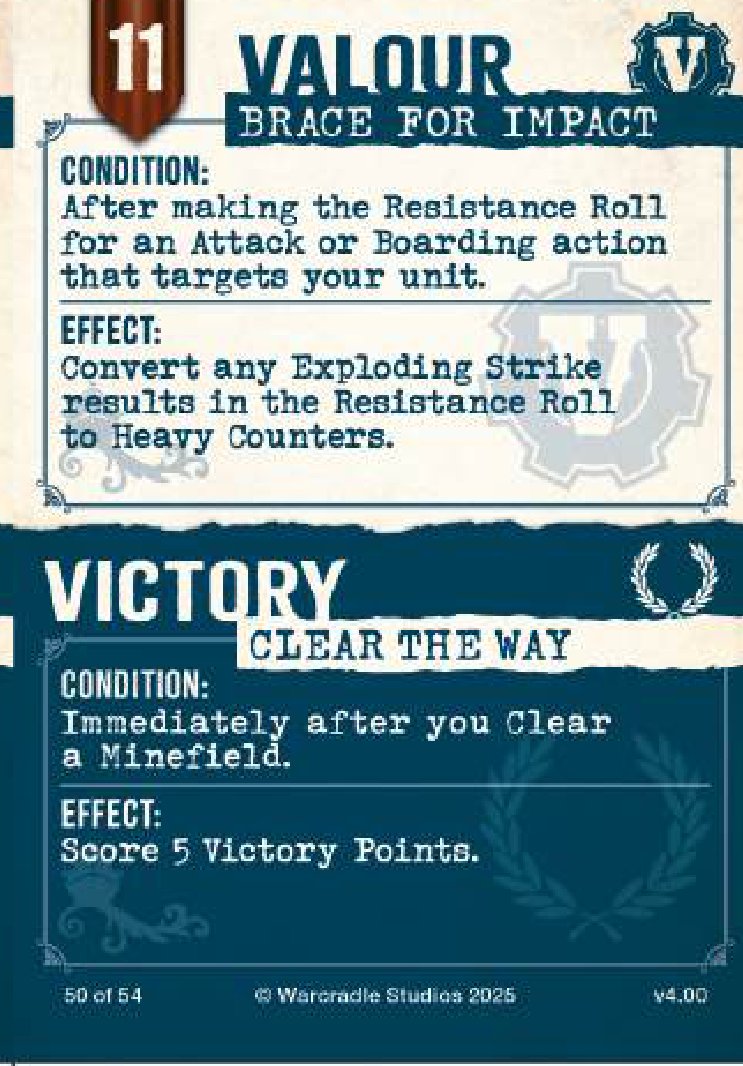 11
VALOUR
V
BRACE FOR IMPACT
CONDITION:
After making the Resistance Roll
for an Attack or Boarding action
that targets your unit.
EFFECT:
Convert any Exploding Strike
results in the Resistance Roll
to Heavy Counters.
V
VICTORY
CLEAR THE WAY
CONDITION:
Immediately after you Clear
a Minefield.
EFFECT:
Score 5 Victory Points.
50 of 54
© Warcradle Studios 2025
v4.00